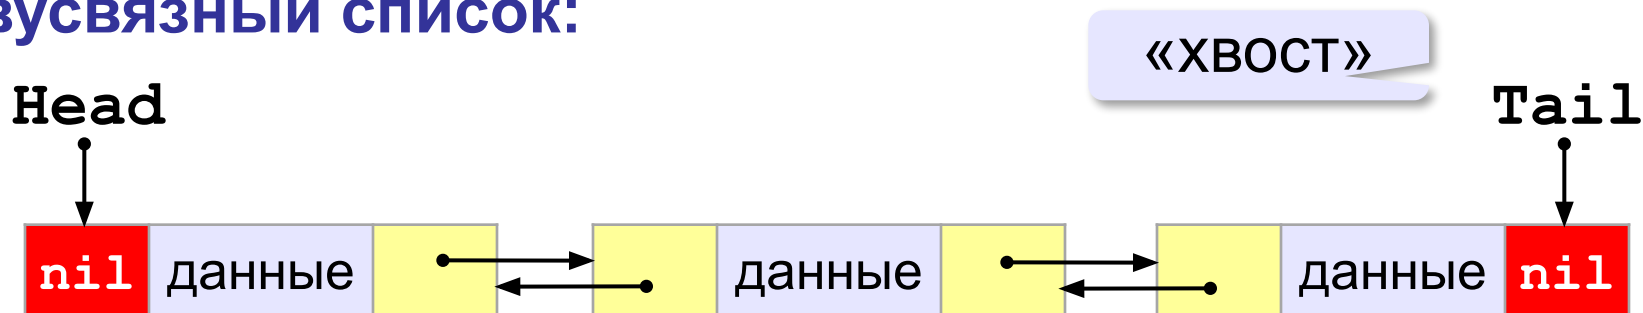 вусвязный список:
«хвост»
Head
Tail
nil данные данные данные nil